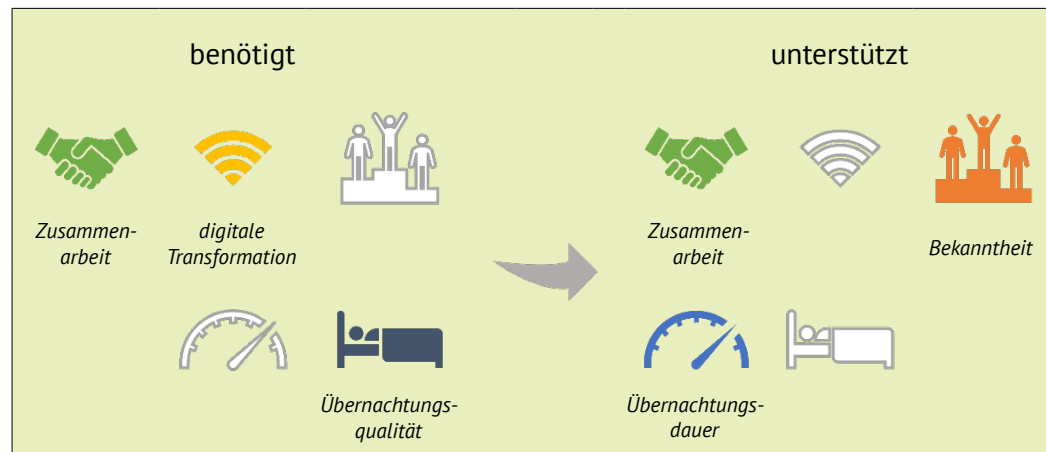 benötigt
Zusammen-
arbeit
digitale
Transformation
Übernachtungs-
qualität
unterstützt
Zusammen-
arbeit
Bekanntheit
Übernachtungs-
dauer